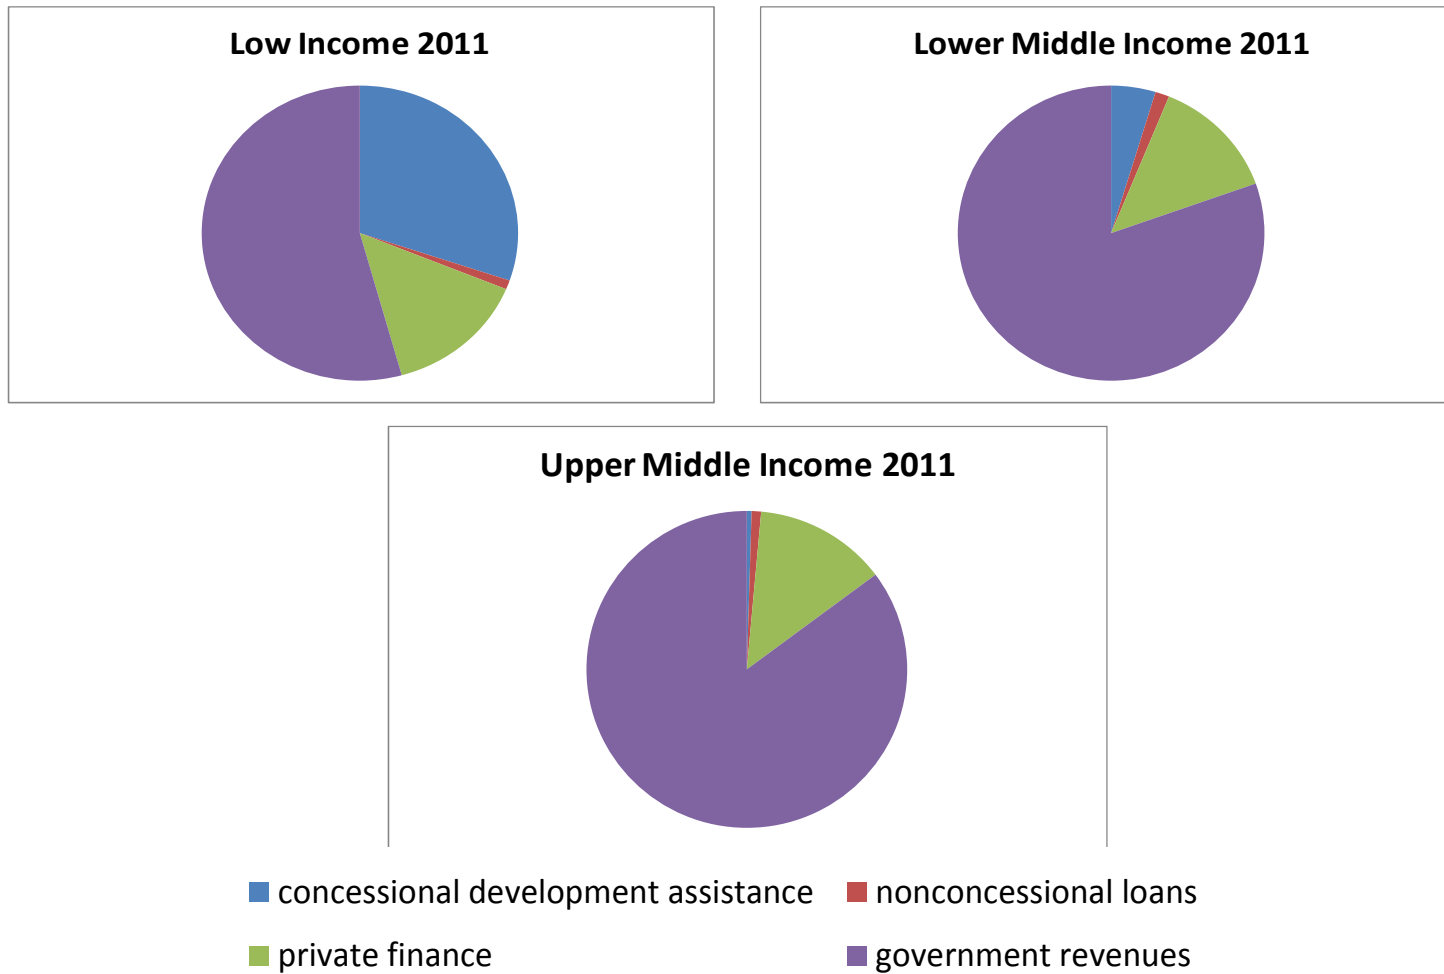 Low Income 2011
Lower Middle Income 2011
Upper Middle Income 2011
concessional development assistance
nonconcessional loans
private finance
government revenues